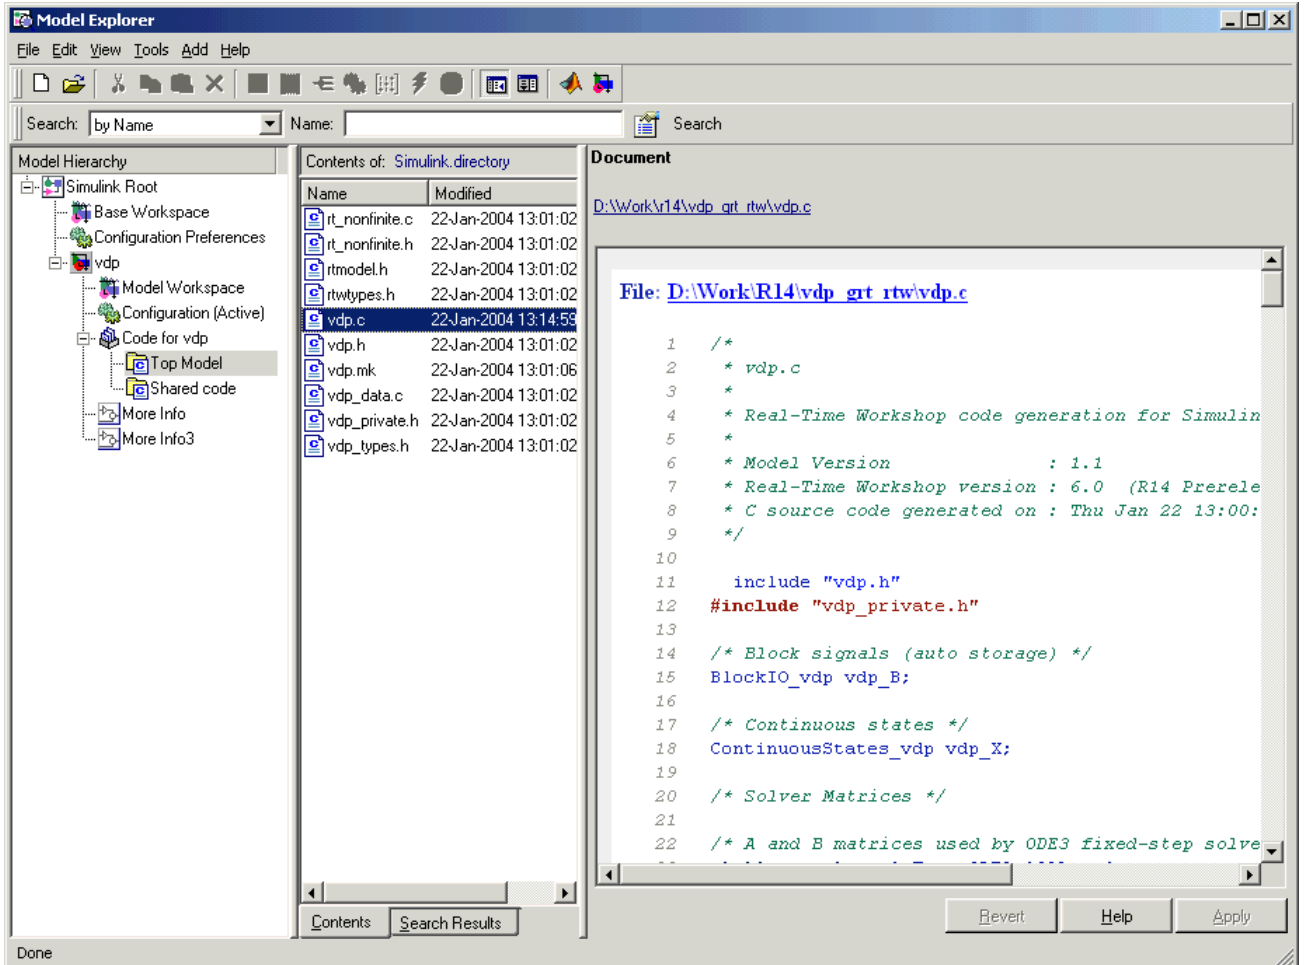 Model Explorer
File Edit View Tools Add Help
Search: by Name Name: Search
Model Hierarchy
Simulink Root
Base Workspace
Configuration Preferences
vdp
Model Workspace
Configuration (Active)
Code for vdp
Top Model
Shared code
More Info
More Info3
Contents of: Simulink.directory
Name Modified
rt_nonfinite.c 22-Jan-2004 13:01:02
rt_nonfinite.h 22-Jan-2004 13:01:02
rtmodel.h 22-Jan-2004 13:01:02
rtwtypes.h 22-Jan-2004 13:01:02
vdp.c 22-Jan-2004 13:14:59
vdp.h 22-Jan-2004 13:01:02
vdp.mk 22-Jan-2004 13:01:06
vdp_data.c 22-Jan-2004 13:01:02
vdp_private.h 22-Jan-2004 13:01:02
vdp_types.h 22-Jan-2004 13:01:02
Contents Search Results
Document
D:\Work\r14\vdp_grt_rtw\vdp.c
File: D:\Work\R14\vdp_grt_rtw\vdp.c
1 /*
2 * vdp.c
3 *
4 * Real-Time Workshop code generation for Simulin
5 *
6 * Model Version : 1.1
7 * Real-Time Workshop version : 6.0 (R14 Prerele
8 * C source code generated on : Thu Jan 22 13:00:
9 */
10
11 include "vdp.h"
12 #include "vdp_private.h"
13
14 /* Block signals (auto storage) */
15 BlockIO_vdp vdp_B;
16
17 /* Continuous states */
18 ContinuousStates_vdp vdp_X;
19
20 /* Solver Matrices */
21
22 /* A and B matrices used by ODE3 fixed-step solve
Revert Help Apply
Done